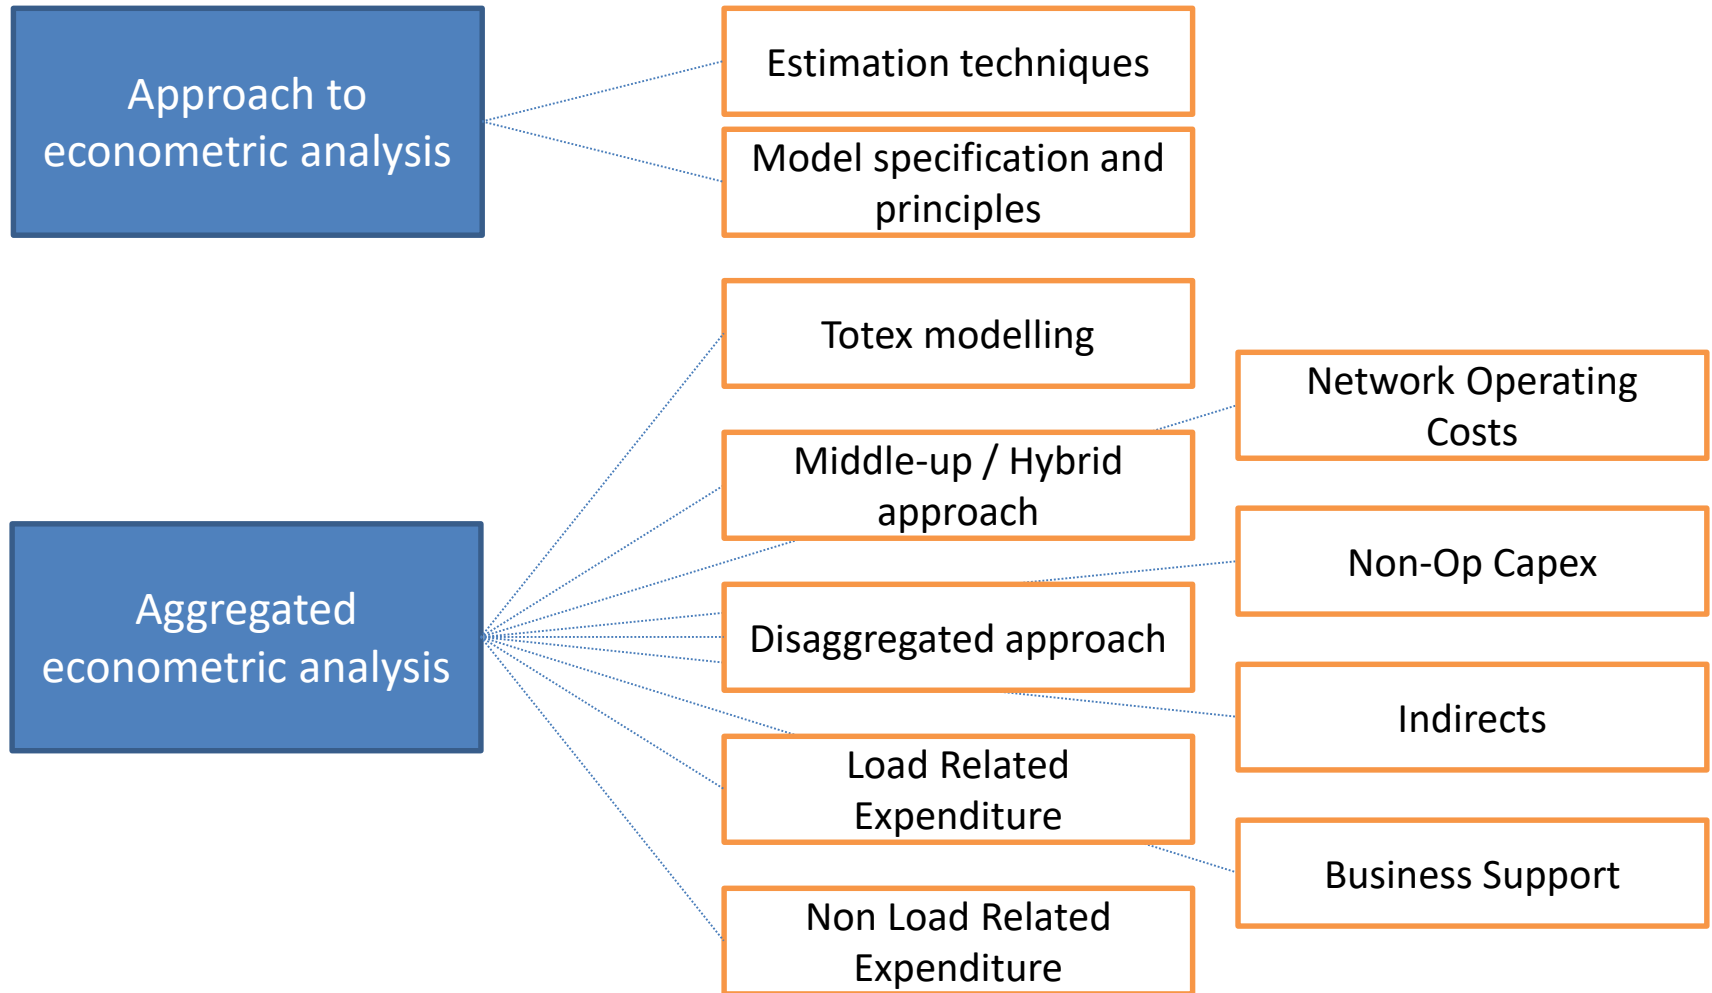 Approach to
econometric analysis
Estimation techniques
Model specification and
principles
Aggregated
econometric analysis
Totex modelling
Middle-up / Hybrid
approach
Disaggregated approach
Load Related
Expenditure
Non Load Related
Expenditure
Network Operating
Costs
Non-Op Capex
Indirects
Business Support